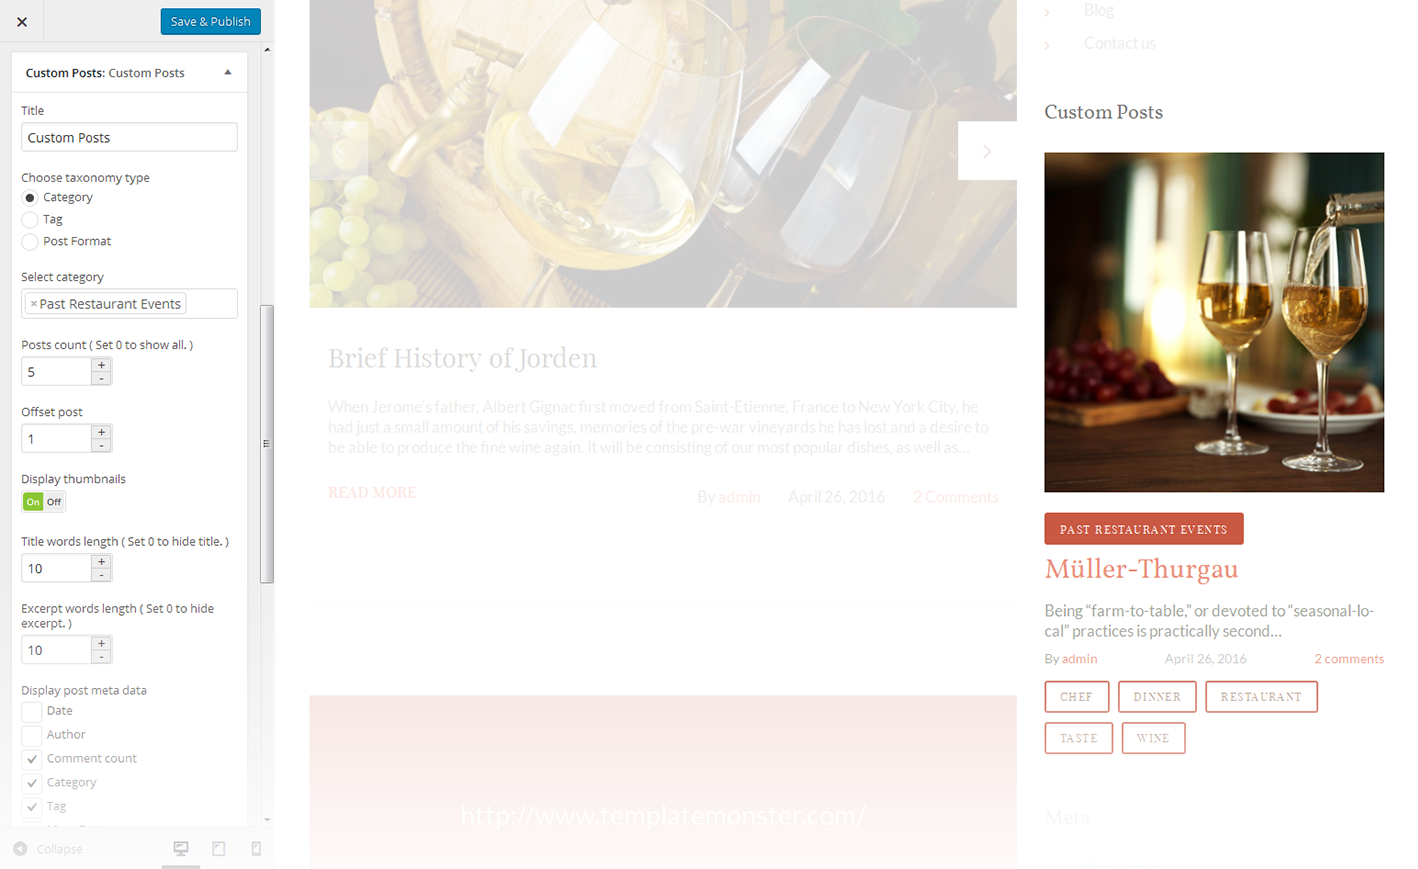 Save & Publish
Custom Posts: Custom Posts
Title
Custom Posts
Choose taxonomy type
Category
Tag
Post Format
Select category
×Past Restaurant Events
Posts count ( Set 0 to show all. )
5
Offset post
1
Display thumbnails
On Off
Title words length ( Set 0 to hide title. )
10
Excerpt words length ( Set 0 to hide
excerpt. )
10
Display post meta data
Date
Author
Comment count
Category
Tag
Collapse
Brief History of Jorden
When Jerome's father, Albert Gignac first moved from Saint-Etienne, France to New York City, he
had just a small amount of his savings, memories of the pre-war vineyards he has lost and a desire to
be able to produce the fine wine again. It will be consisting of our most popular dishes, as well as…
READ MORE
By admin April 26, 2016 2 Comments
http://www.templatemonster.com/
Blog
Contact us
Custom Posts
PAST RESTAURANT EVENTS
Müller-Thurgau
Being “farm-to-table,” or devoted to “seasonal-lo-
cal” practices is practically second…
By admin April 26, 2016 2 comments
CHEF DINNER RESTAURANT
TASTE WINE
Meta